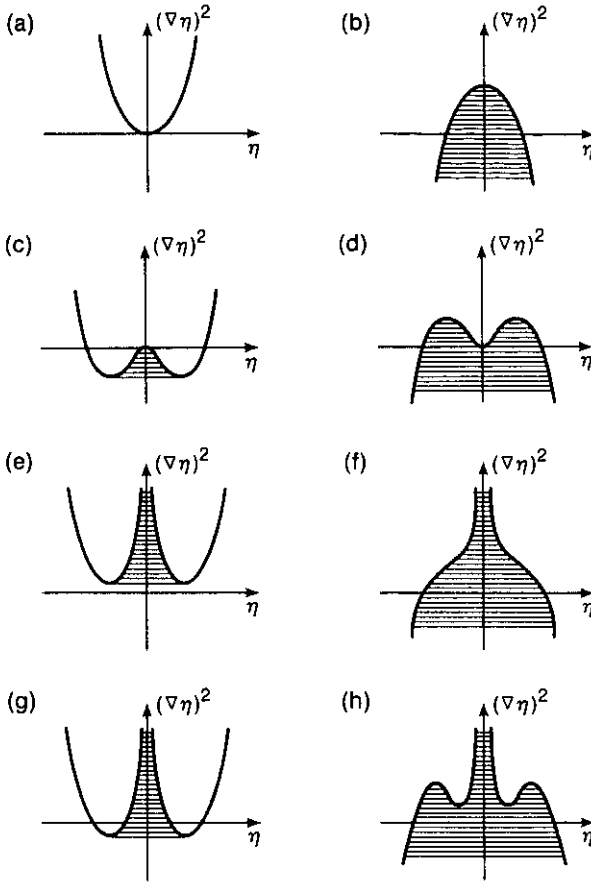 (a) (∇η)² η
(b) (∇η)² η
(c) (∇η)² η
(d) (∇η)² η
(e) (∇η)² η
(f) (∇η)² η
(g) (∇η)² η
(h) (∇η)² η